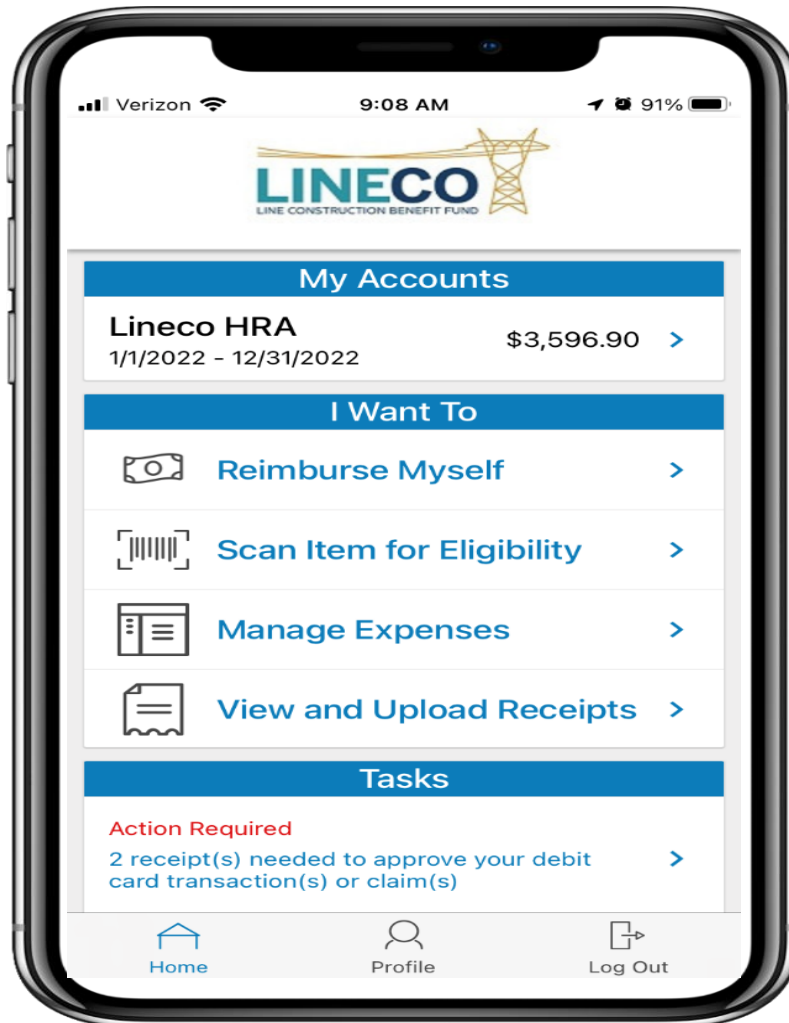 Verizon 9:08 AM 91%
LINECO
LINE CONSTRUCTION BENEFIT FUND
My Accounts
Lineco HRA
$3,596.90
1/1/2022 - 12/31/2022
I Want To
Reimburse Myself
Scan Item for Eligibility
Manage Expenses
View and Upload Receipts
Tasks
Action Required
2 receipt(s) needed to approve your debit
card transaction(s) or claim(s)
Home Profile Log Out